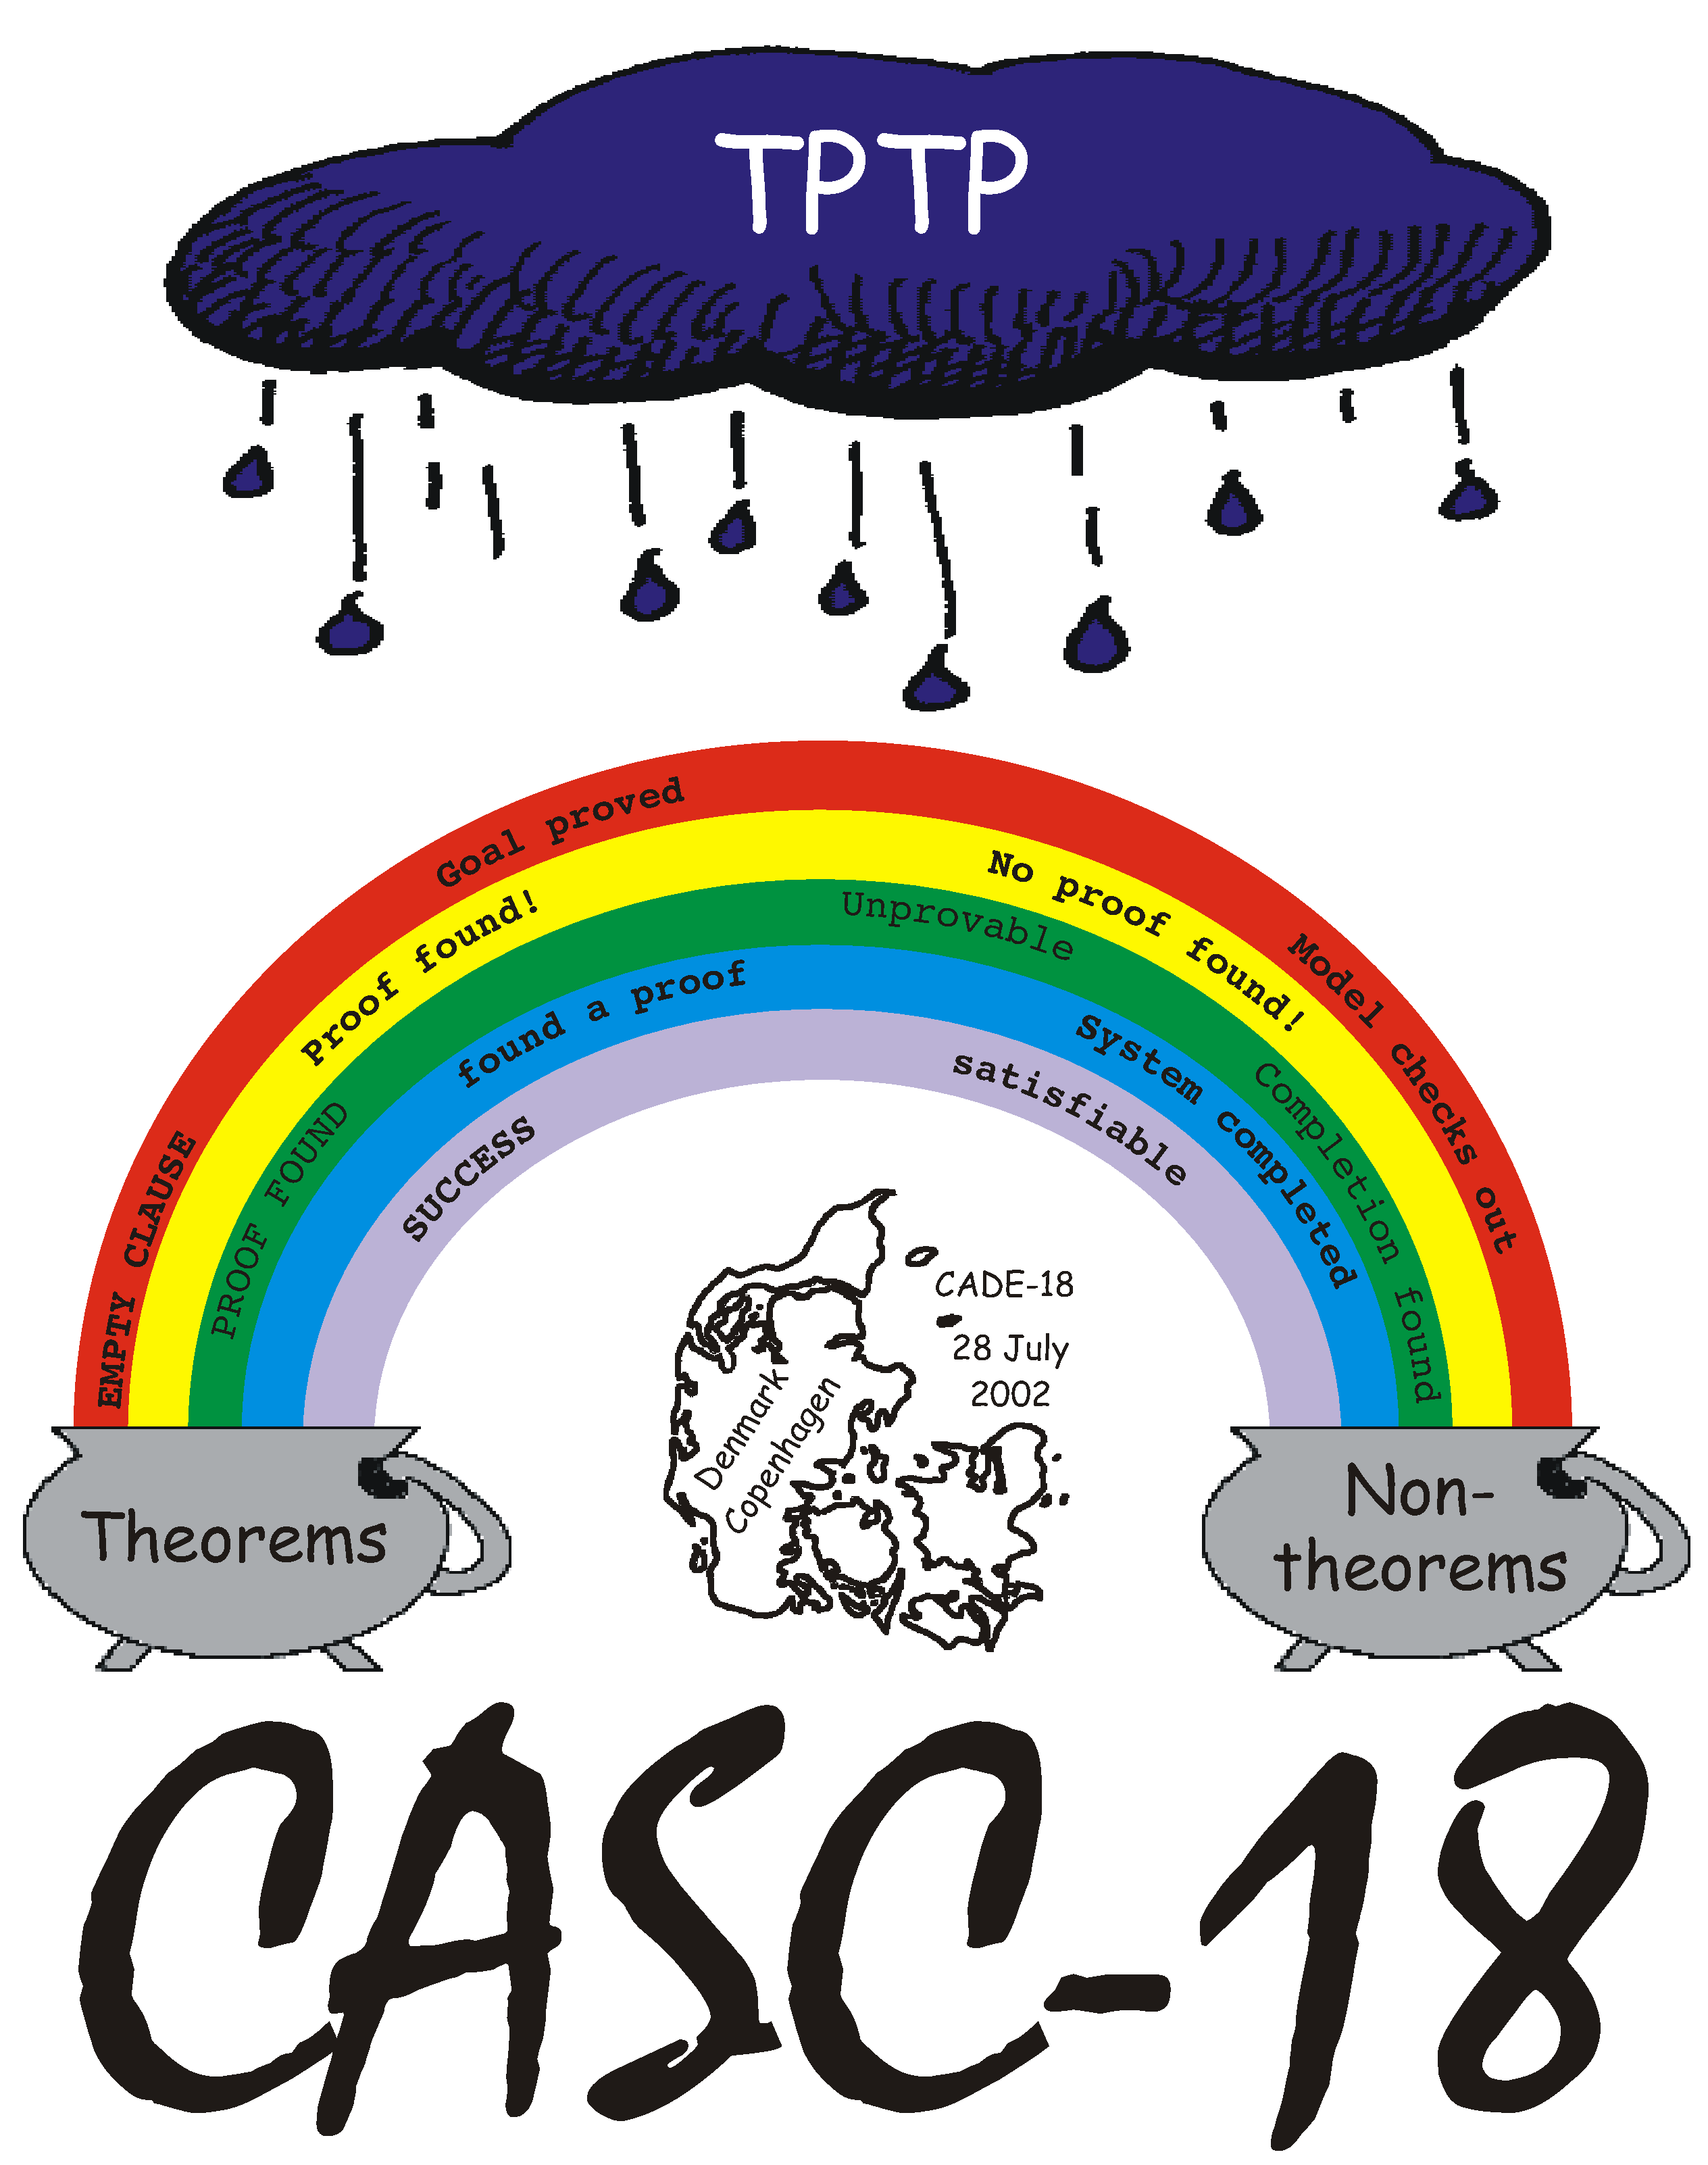 TPTP
Goal proved
EMPTY CLAUSE
Model checks out
Proof found!
No proof found!
PROOF FOUND
Unprovable
Completion found
found a proof
System completed
SUCCESS
satisfiable
CADE-18
28 July
2002
Denmark
Copenhagen
Theorems
Non-
theorems
CASC-18